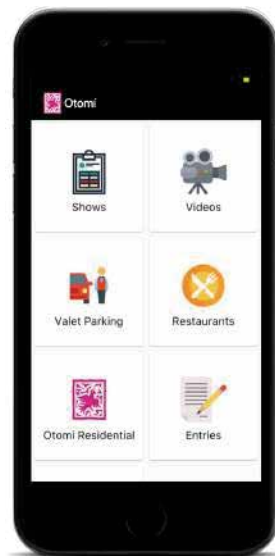 Otomi
Shows
Videos
Valet Parking
Restaurants
Otomi Residential
Entries